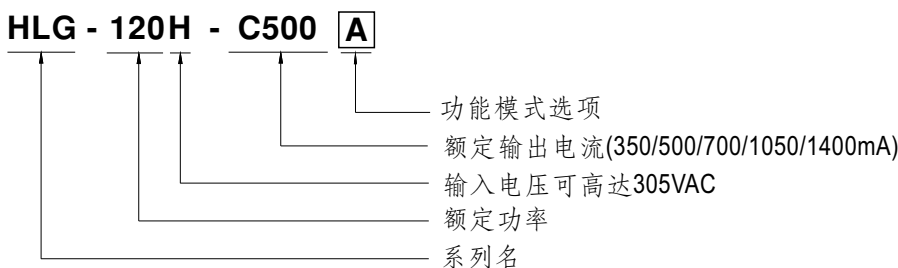 HLG - 120H - C500 A
功能模式选项
额定输出电流(350/500/700/1050/1400mA)
输入电压可高达305VAC
额定功率
系列名